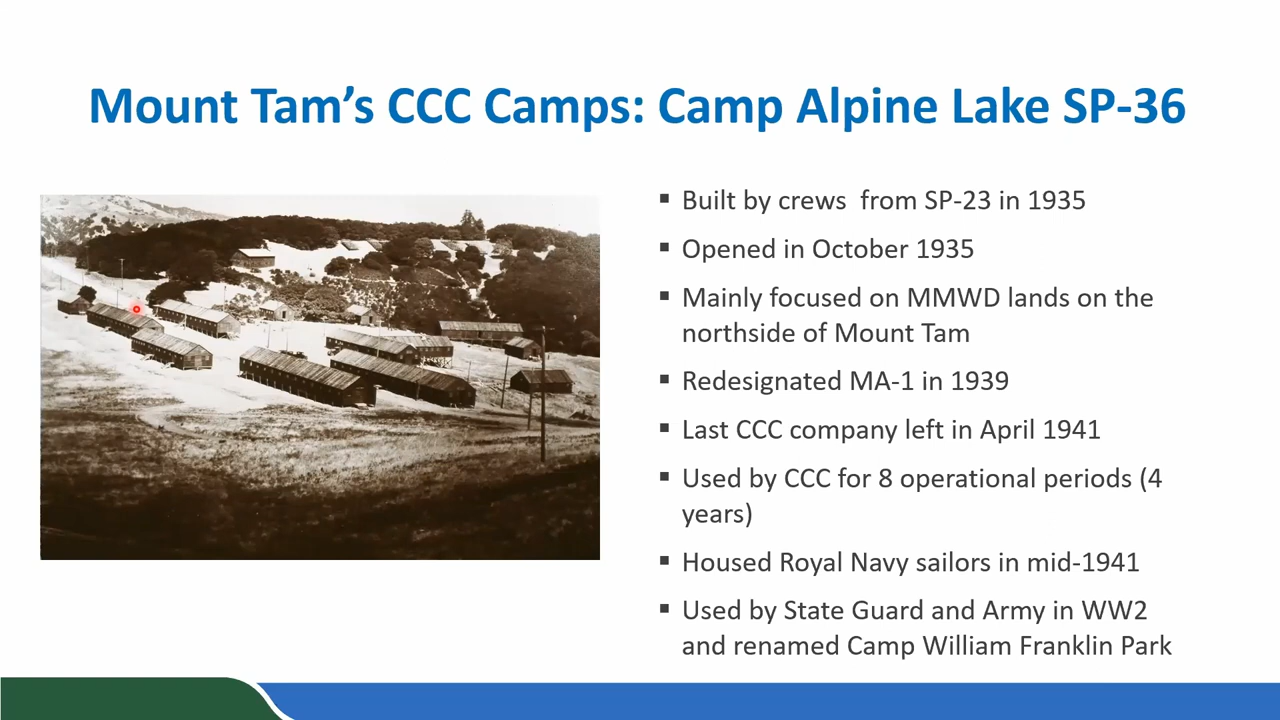 Mount Tam’s CCC Camps: Camp Alpine Lake SP-36
▪ Built by crews  from SP-23 in 1935
▪ Opened in October 1935
▪ Mainly focused on MMWD lands on the
northside of Mount Tam
▪ Redesignated MA-1 in 1939
▪ Last CCC company left in April 1941
▪ Used by CCC for 8 operational periods (4
years)
▪ Housed Royal Navy sailors in mid-1941
▪ Used by State Guard and Army in WW2
and renamed Camp William Franklin Park